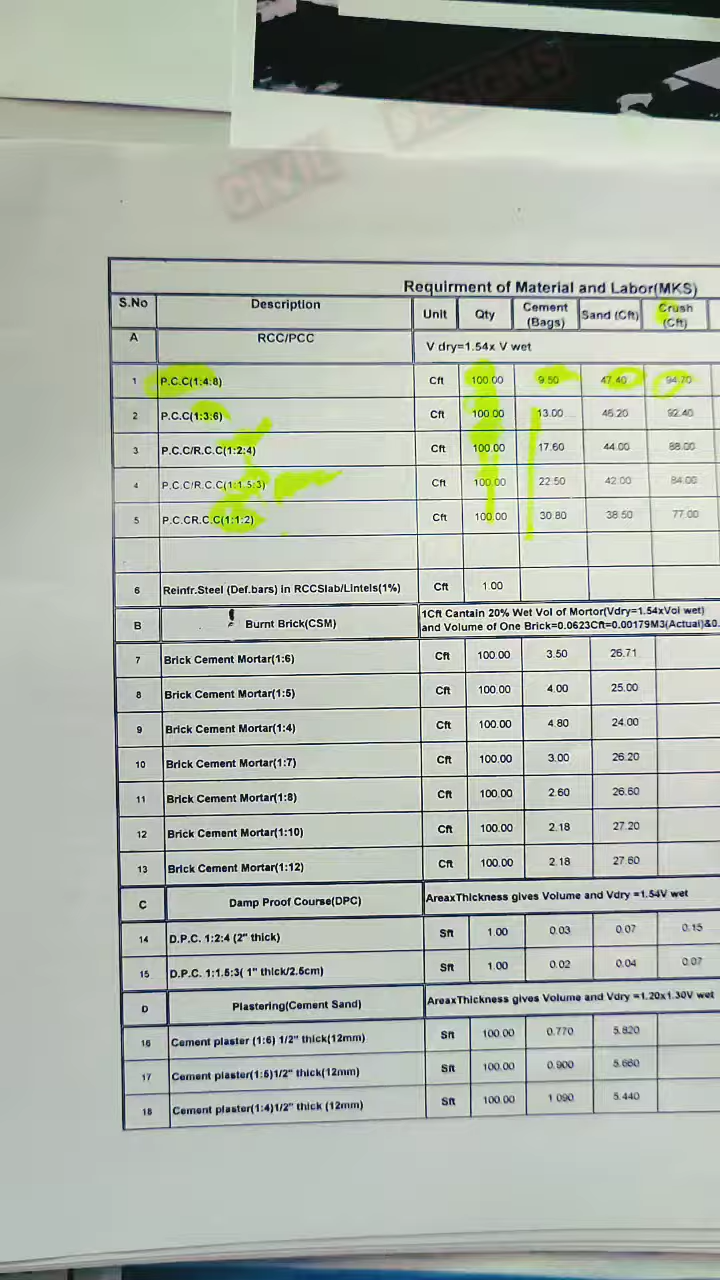 CIVIL DESIGNS
Requirment of Material and Labor(MKS)
S.No Description Unit Qty Cement (Bags) Sand (Cft) Crush (Cft)
A RCC/PCC V dry=1.54x V wet
1 P.C.C(1:4:8) Cft 100.00 9.50 47.40 94.70
2 P.C.C(1:3:6) Cft 100.00 13.00 46.20 92.40
3 P.C.C/R.C.C(1:2:4) Cft 100.00 17.60 44.00 88.00
4 P.C.C/R.C.C(1:1.5:3) Cft 100.00 22.50 42.00 84.00
5 P.C.CR.C.C(1:1:2) Cft 100.00 30.80 38.50 77.00
6 Reinfr.Steel (Def.bars) in RCCSlab/Lintels(1%) Cft 1.00
B Burnt Brick(CSM) 1Cft Cantain 20% Wet Vol of Mortor(Vdry=1.54xVol wet)
and Volume of One Brick=0.0623Cft=0.00179M3(Actual)&0.
7 Brick Cement Mortar(1:6) Cft 100.00 3.50 26.71
8 Brick Cement Mortar(1:5) Cft 100.00 4.00 25.00
9 Brick Cement Mortar(1:4) Cft 100.00 4.80 24.00
10 Brick Cement Mortar(1:7) Cft 100.00 3.00 26.20
11 Brick Cement Mortar(1:8) Cft 100.00 2.60 26.60
12 Brick Cement Mortar(1:10) Cft 100.00 2.18 27.20
13 Brick Cement Mortar(1:12) Cft 100.00 2.18 27.60
C Damp Proof Course(DPC) AreaxThickness gives Volume and Vdry =1.54V wet
14 D.P.C. 1:2:4 (2" thick) Sft 1.00 0.03 0.07 0.15
15 D.P.C. 1:1.5:3( 1" thick/2.5cm) Sft 1.00 0.02 0.04 0.07
D Plastering(Cement Sand) AreaxThickness gives Volume and Vdry =1.20x1.30V wet
16 Cement plaster (1:6) 1/2" thick(12mm) Sft 100.00 0.770 5.820
17 Cement plaster(1:5)1/2" thick(12mm) Sft 100.00 0.900 5.660
18 Cement plaster(1:4)1/2" thick (12mm) Sft 100.00 1.090 5.440